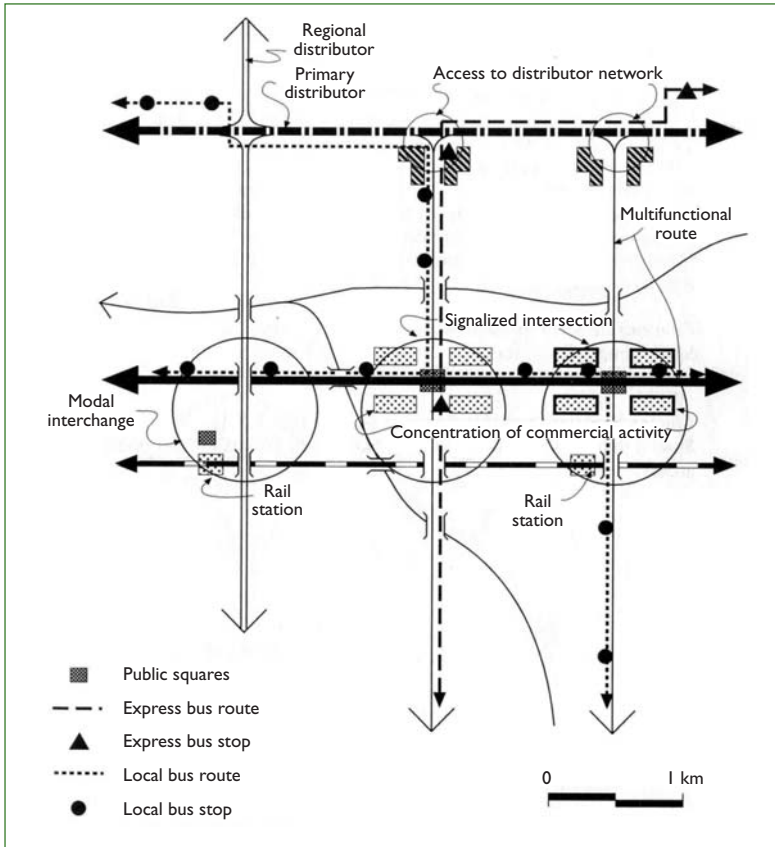 Regional
distributor
Primary
distributor
Access to distributor network
Multifunctional
route
Signalized intersection
Modal
interchange
Concentration of commercial activity
Rail
station
Rail
station
Public squares
Express bus route
Express bus stop
Local bus route
Local bus stop
0 1 km